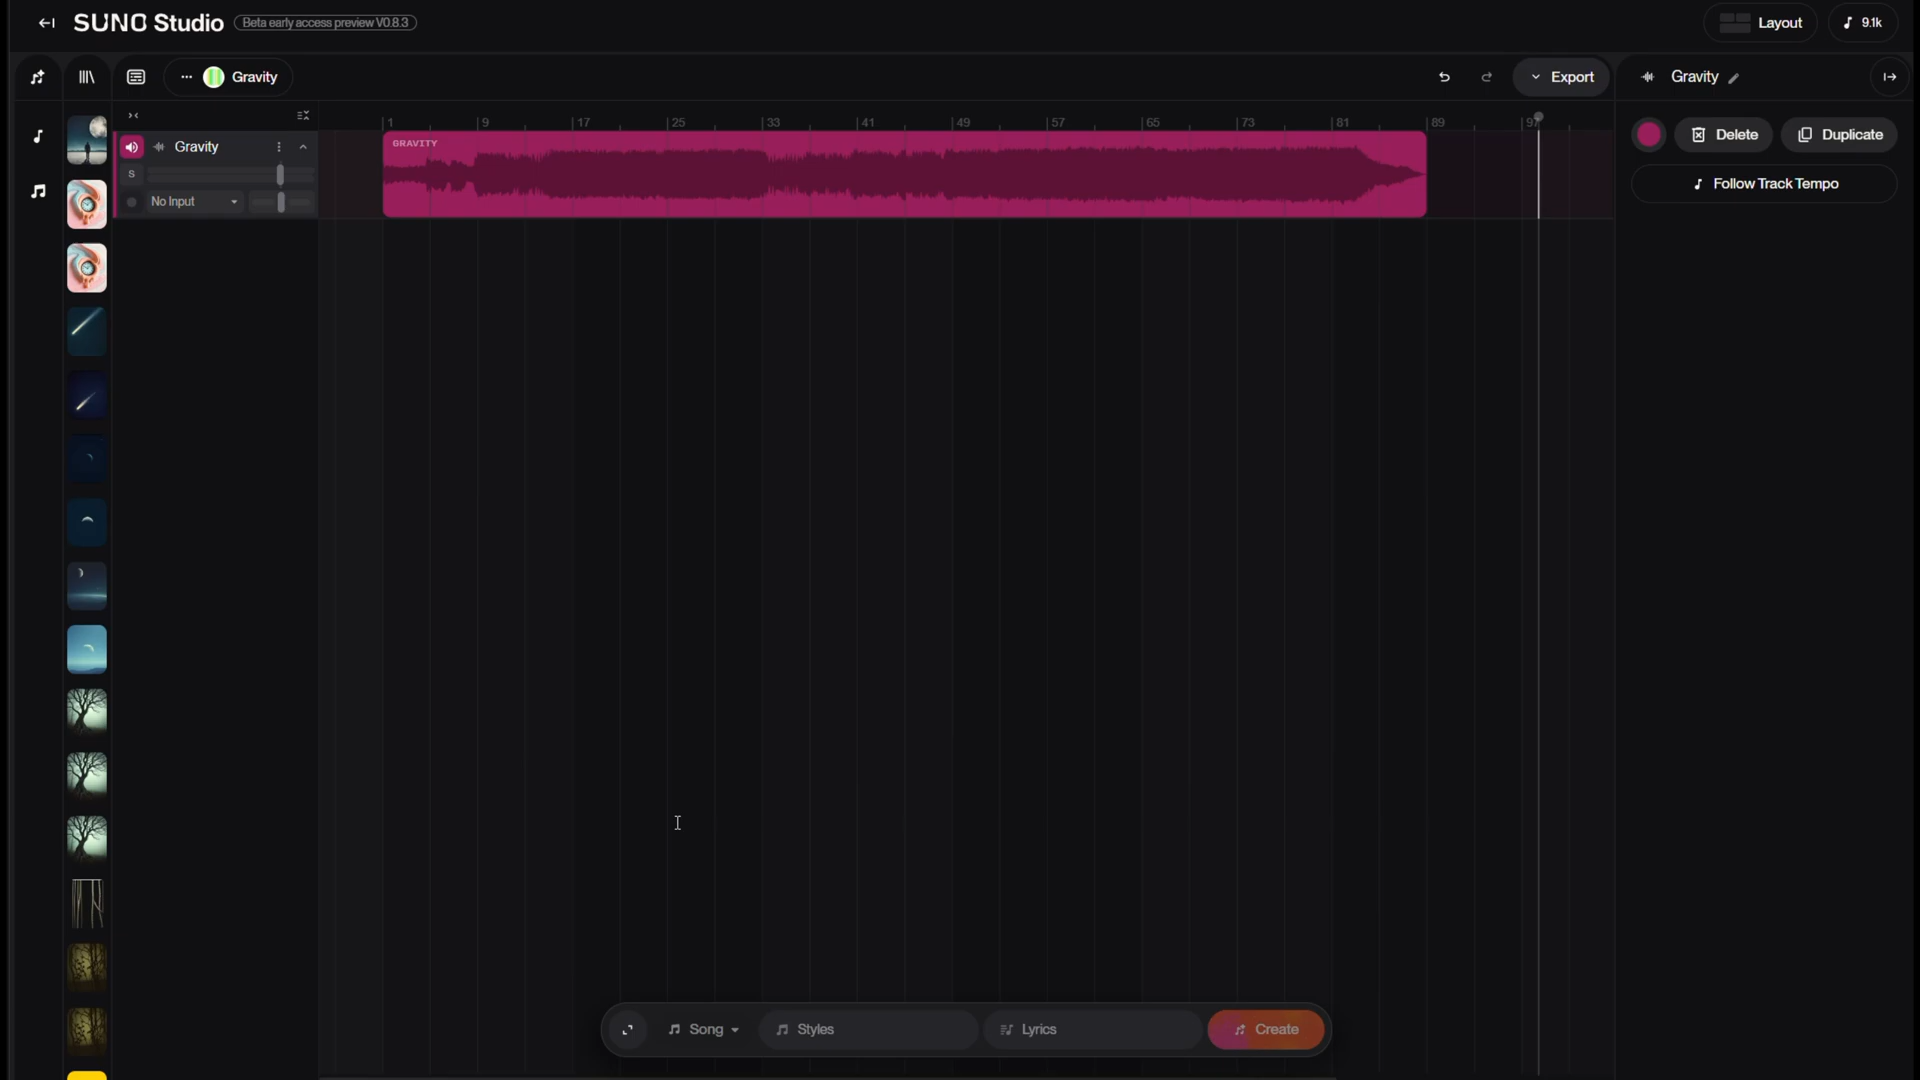 SUNO Studio Beta early access preview V0.8.3 Layout 9.1k
... Gravity Export Gravity
1 9 17 25 33 41 49 57 65 73 81 89 97
Gravity GRAVITY Delete Duplicate
S
Follow Track Tempo
No Input
Song Styles Lyrics Create